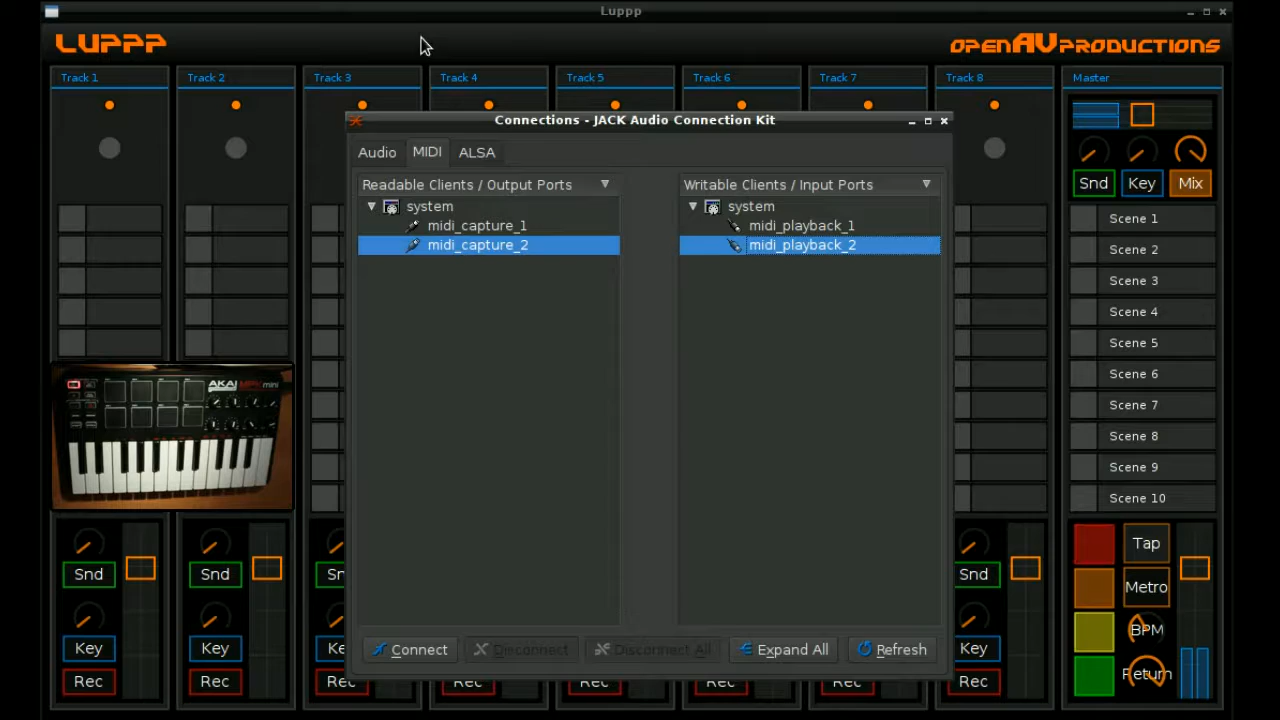 Luppp
LUPPP
openAVproductions
Track 1
Track 2
Track 3
Track 4
Track 5
Track 6
Track 7
Track 8
Master
Connections - JACK Audio Connection Kit
Audio
MIDI
ALSA
Readable Clients / Output Ports
Writable Clients / Input Ports
system
system
midi_capture_1
midi_playback_1
midi_capture_2
midi_playback_2
Snd
Key
Mix
Scene 1
Scene 2
Scene 3
Scene 4
Scene 5
Scene 6
Scene 7
Scene 8
Scene 9
Scene 10
AKAI
mini
Snd
Snd
Sn
Snd
Tap
Metro
BPM
Return
Key
Key
Ke
Key
Connect
Disconnect
Disconnect All
Expand All
Refresh
Rec
Rec
Rec
Rec
Rec
Rec
Rec
Rec